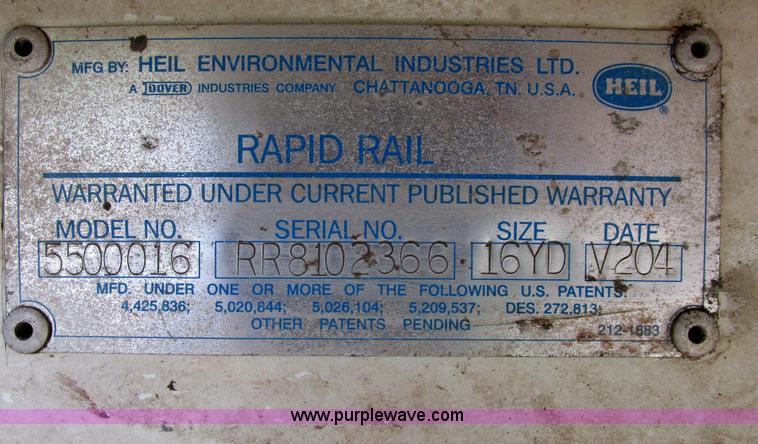 MFG BY: HEIL ENVIRONMENTAL INDUSTRIES LTD.
A DOVER INDUSTRIES COMPANY CHATTANOOGA, TN. U.S.A.
HEIL
®
RAPID RAIL
WARRANTED UNDER CURRENT PUBLISHED WARRANTY
MODEL NO. SERIAL NO. SIZE DATE
5500016 RR8102366 16YD V204
MFD. UNDER ONE OR MORE OF THE FOLLOWING U.S. PATENTS:
4,425,836; 5,020,844; 5,026,104; 5,209,537; DES. 272,813;
OTHER PATENTS PENDING 212-1883
www.purplewave.com